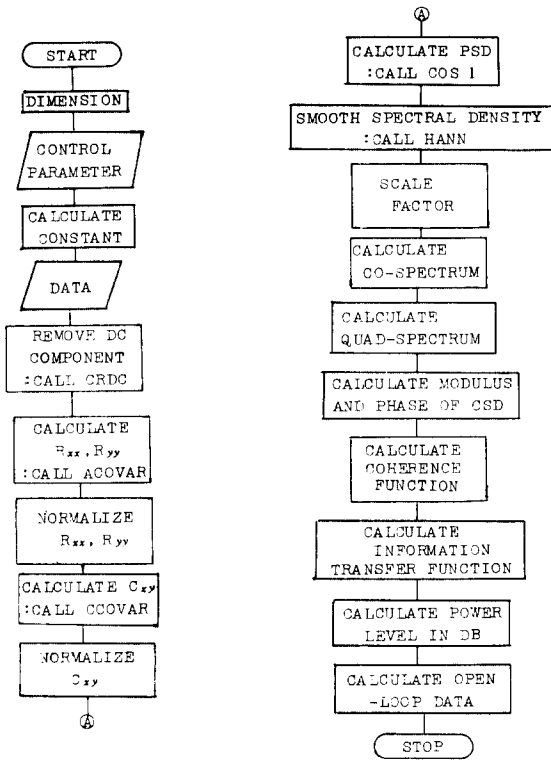 START
DIMENSION
CONTROL
PARAMETER
CALCULATE
CONSTANT
DATA
REMOVE DC
COMPONENT
:CALL CRDC
CALCULATE
Rxx, Ryy
:CALL ACOVAR
NORMALIZE
Rxx, Ryy
CALCULATE Cxy
:CALL CCOVAR
NORMALIZE
Cxy
A
A
CALCULATE PSD
:CALL COS 1
SMOOTH SPECTRAL DENSITY
:CALL HANN
SCALE
FACTOR
CALCULATE
CO-SPECTRUM
CALCULATE
QUAD-SPECTRUM
CALCULATE MODULUS
AND PHASE OF CSD
CALCULATE
COHERENCE
FUNCTION
CALCULATE
INFORMATION
TRANSFER FUNCTION
CALCULATE POWER
LEVEL IN DB
CALCULATE OPEN
-LOOP DATA
STOP